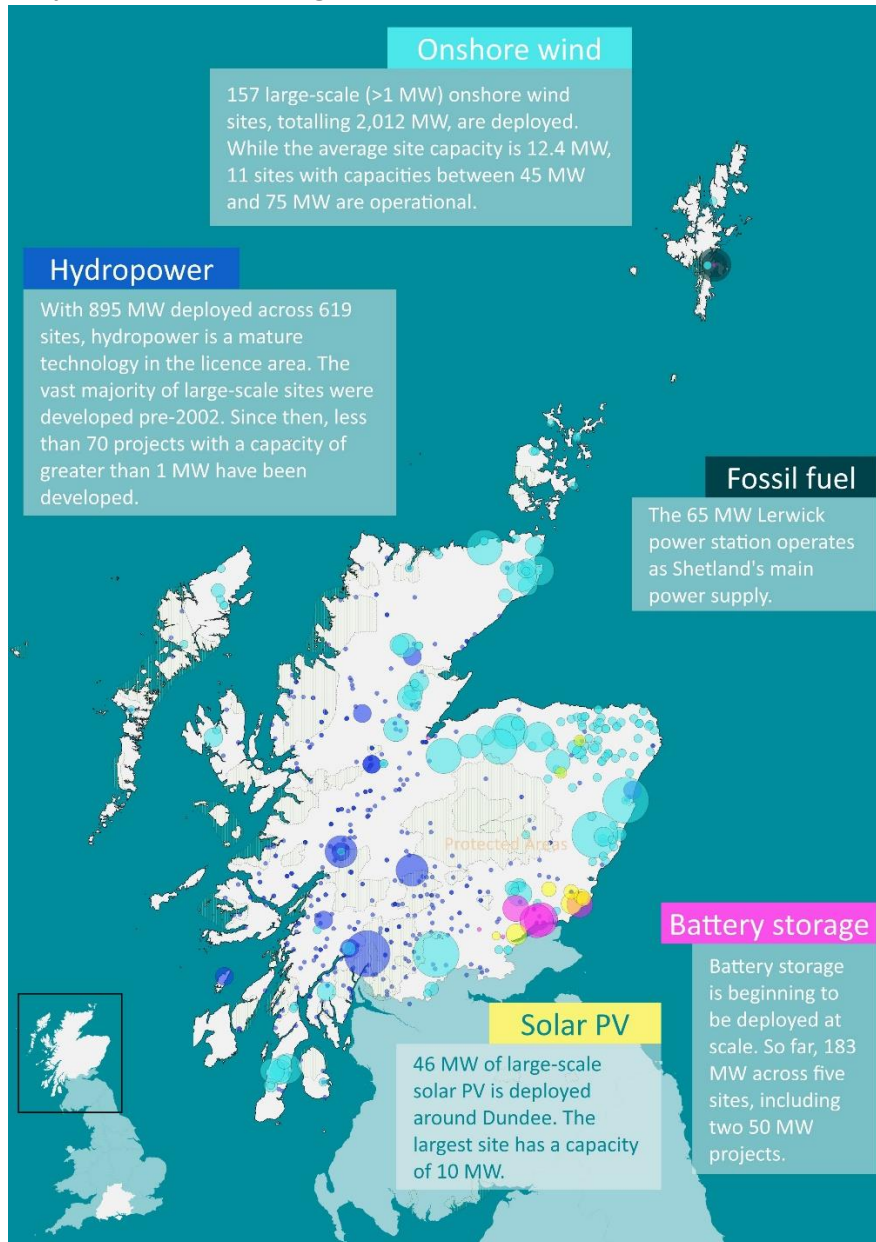 Onshore wind
157 large-scale (>1 MW) onshore wind
sites, totalling 2,012 MW, are deployed.
While the average site capacity is 12.4 MW,
11 sites with capacities between 45 MW
and 75 MW are operational.
Hydropower
With 895 MW deployed across 619
sites, hydropower is a mature
technology in the licence area. The
vast majority of large-scale sites were
developed pre-2002. Since then, less
than 70 projects with a capacity of
greater than 1 MW have been
developed.
Fossil fuel
The 65 MW Lerwick
power station operates
as Shetland's main
power supply.
Protected Areas
Battery storage
Battery storage
is beginning to
be deployed at
scale. So far, 183
MW across five
sites, including
two 50 MW
projects.
Solar PV
46 MW of large-scale
solar PV is deployed
around Dundee. The
largest site has a capacity
of 10 MW.